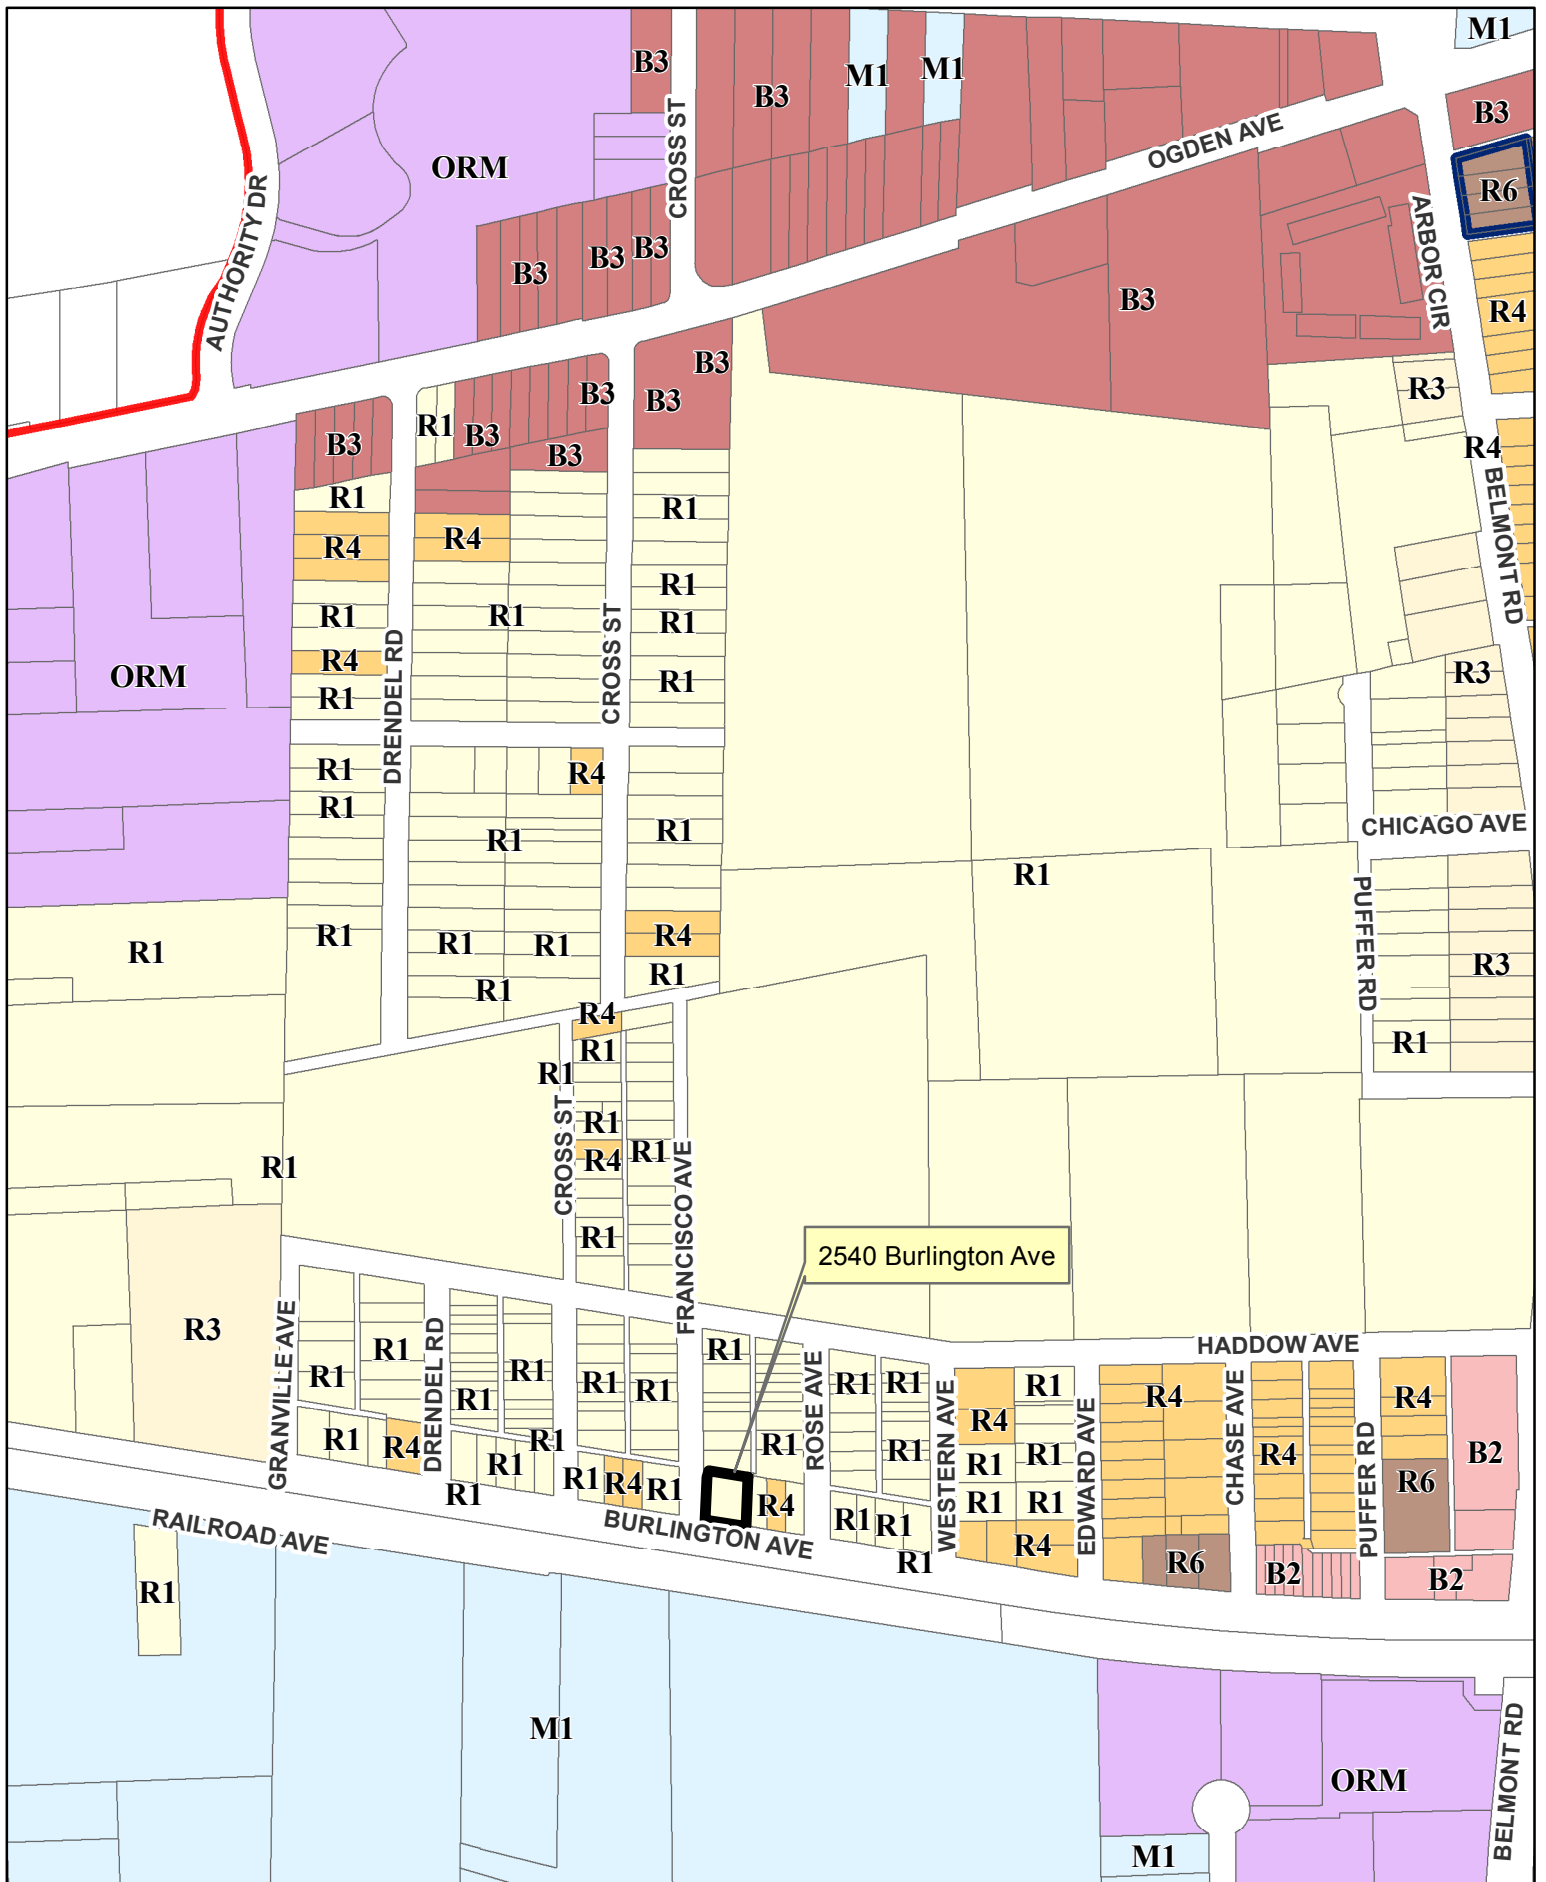 M1
B3
M1
M1
B3
B3
CROSS ST
OGDEN AVE
ORM
R6
AUTHORITY DR
ARBOR CIR
B3
B3
B3
B3
R4
B3
B3
B3
R3
R1
B3
B3
B3
R4
R1
R1
BELMONT RD
R4
R4
R1
R1
R1
R1
CROSS ST
DRENDEL RD
R4
R3
ORM
R1
R1
R1
R4
R1
CHICAGO AVE
R1
R1
R1
PUFFER RD
R1
R1
R1
R1
R4
R3
R1
R1
R4
R1
R1
R1
CROSS ST
R1
R1
R4
R1
FRANCISCO AVE
R1
2540 Burlington Ave
R3
GRANVILLE AVE
DRENDEL RD
HADDOW AVE
R1
R1
R1
R1
R1
R1
R1
R1
R1
R1
ROSE AVE
WESTERN AVE
R4
EDWARD AVE
R4
CHASE AVE
R4
PUFFER RD
R1
R4
R1
R1
R1
R1
R1
R4
B2
R1
R1
R4
R1
R4
R1
R6
R1
R1
R1
R1
R1
RAILROAD AVE
BURLINGTON AVE
R4
R1
R6
B2
B2
R1
M1
BELMONT RD
ORM
M1